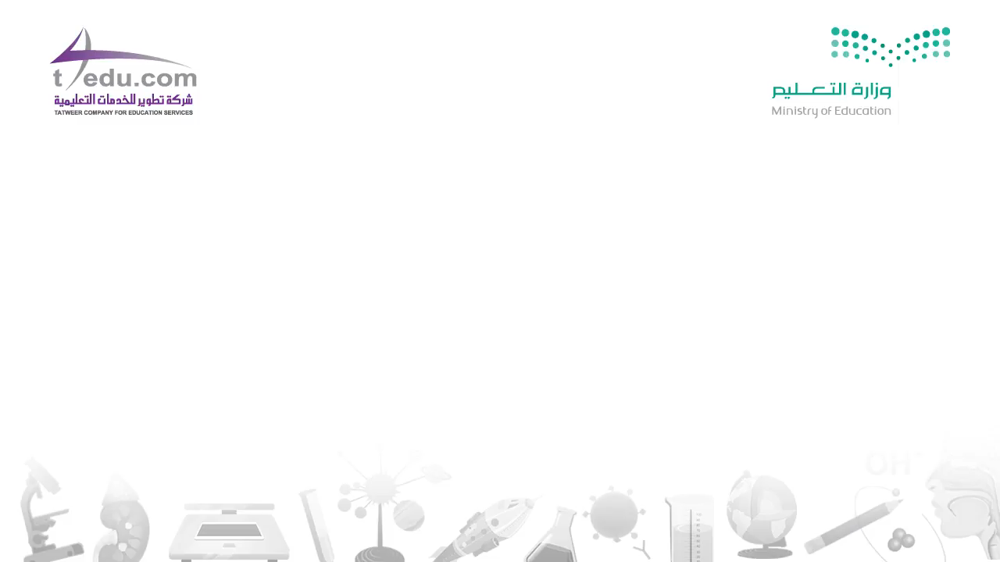 t4edu.com
شركة تطوير للخدمات التعليمية
TATWEER COMPANY FOR EDUCATION SERVICES
وزارة التعليم
Ministry of Education
OH⁻